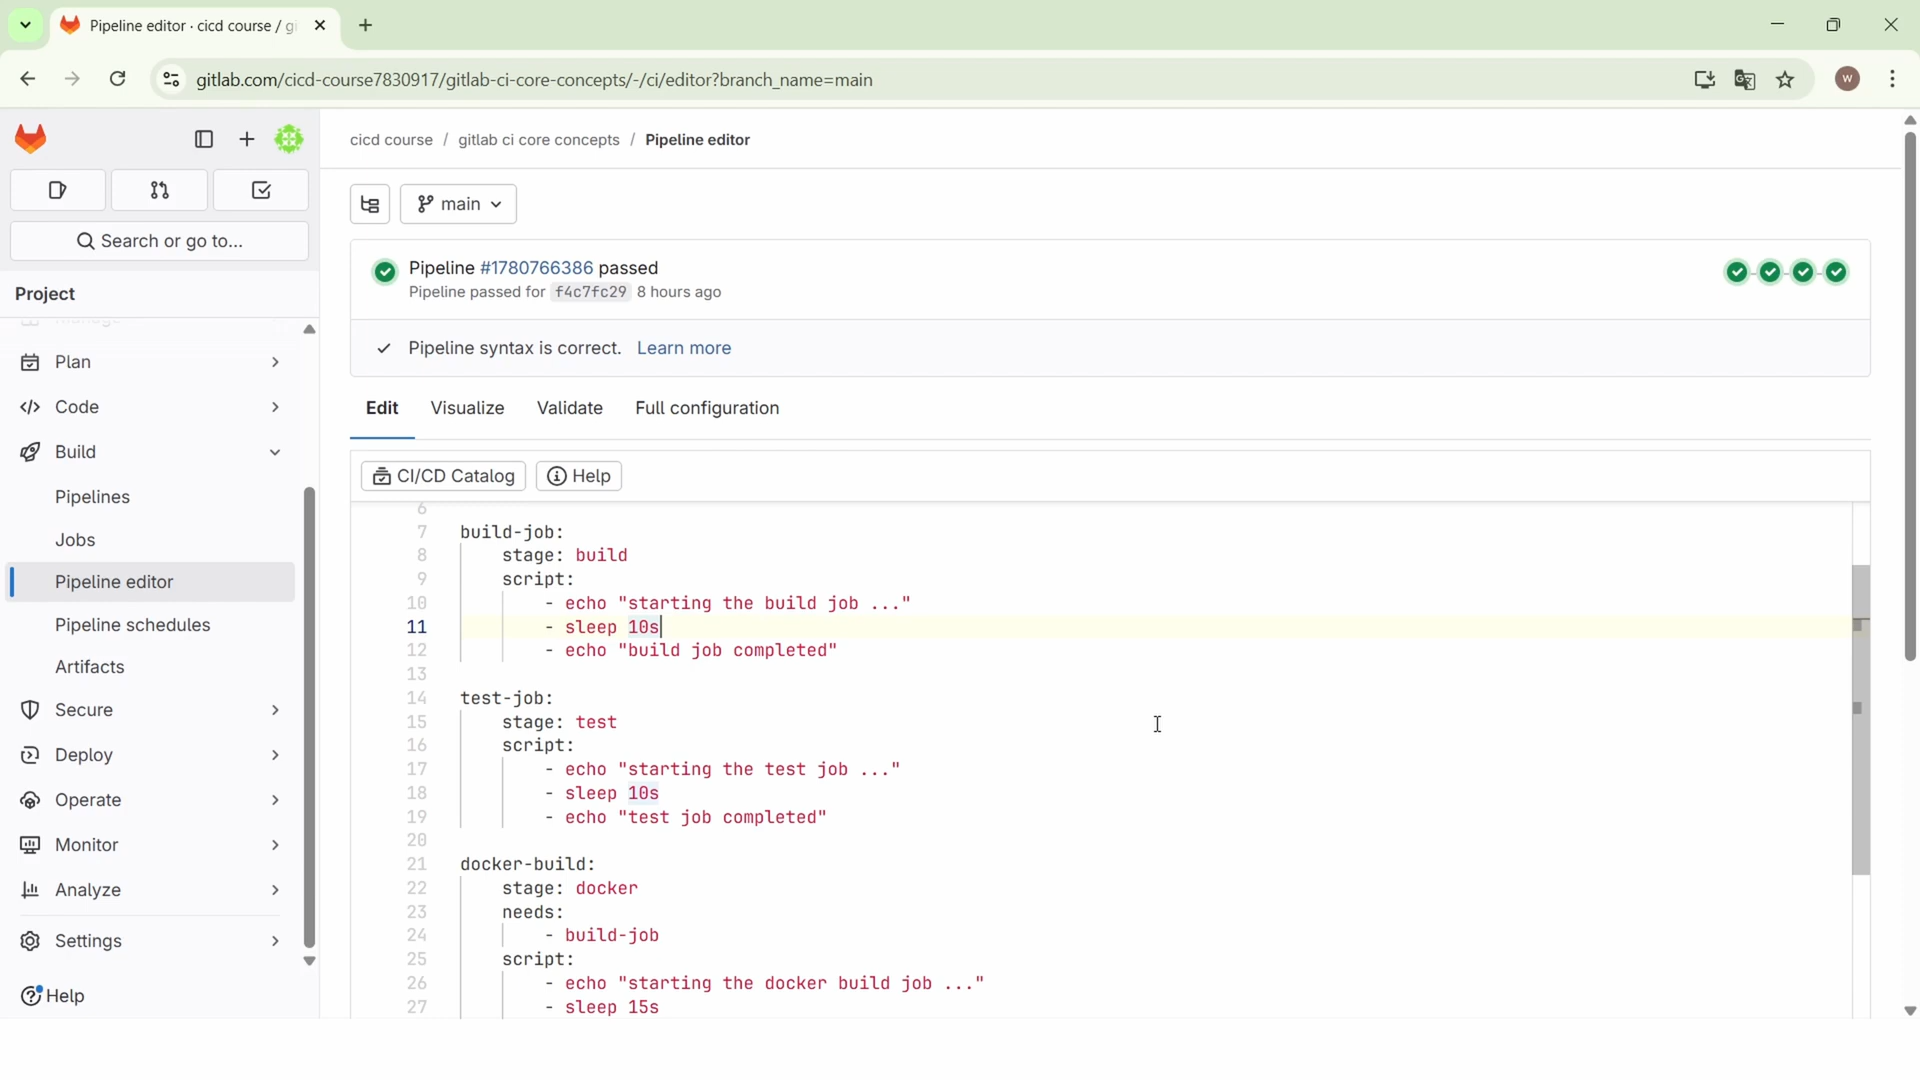 Pipeline editor · cicd course / gi
gitlab.com/cicd-course7830917/gitlab-ci-core-concepts/-/ci/editor?branch_name=main
W
cicd course / gitlab ci core concepts / Pipeline editor
Search or go to...
main
Project
Pipeline #1780766386 passed
Pipeline passed for f4c7fc29 8 hours ago
Manage
Plan
Pipeline syntax is correct. Learn more
Code
Edit Visualize Validate Full configuration
Build
CI/CD Catalog Help
Pipelines
Jobs
Pipeline editor
Pipeline schedules
Artifacts
Secure
Deploy
Operate
Monitor
Analyze
Settings
Help
6
7 build-job:
8 stage: build
9 script:
10 - echo "starting the build job ..."
11 - sleep 10s
12 - echo "build job completed"
13
14 test-job:
15 stage: test
16 script:
17 - echo "starting the test job ..."
18 - sleep 10s
19 - echo "test job completed"
20
21 docker-build:
22 stage: docker
23 needs:
24 - build-job
25 script:
26 - echo "starting the docker build job ..."
27 - sleep 15s